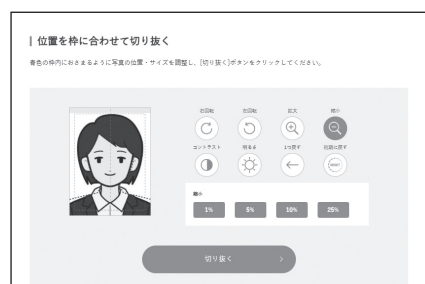 位置を枠に合わせて切り抜く
青色の枠内におさまるように写真の位置・サイズを調整し、[切り抜く]ボタンをクリックしてください。
右回転 左回転 拡大 縮小
コントラスト 明るさ 1つ戻す 最初に戻す
縮小
1% 5% 10% 25%
切り抜く